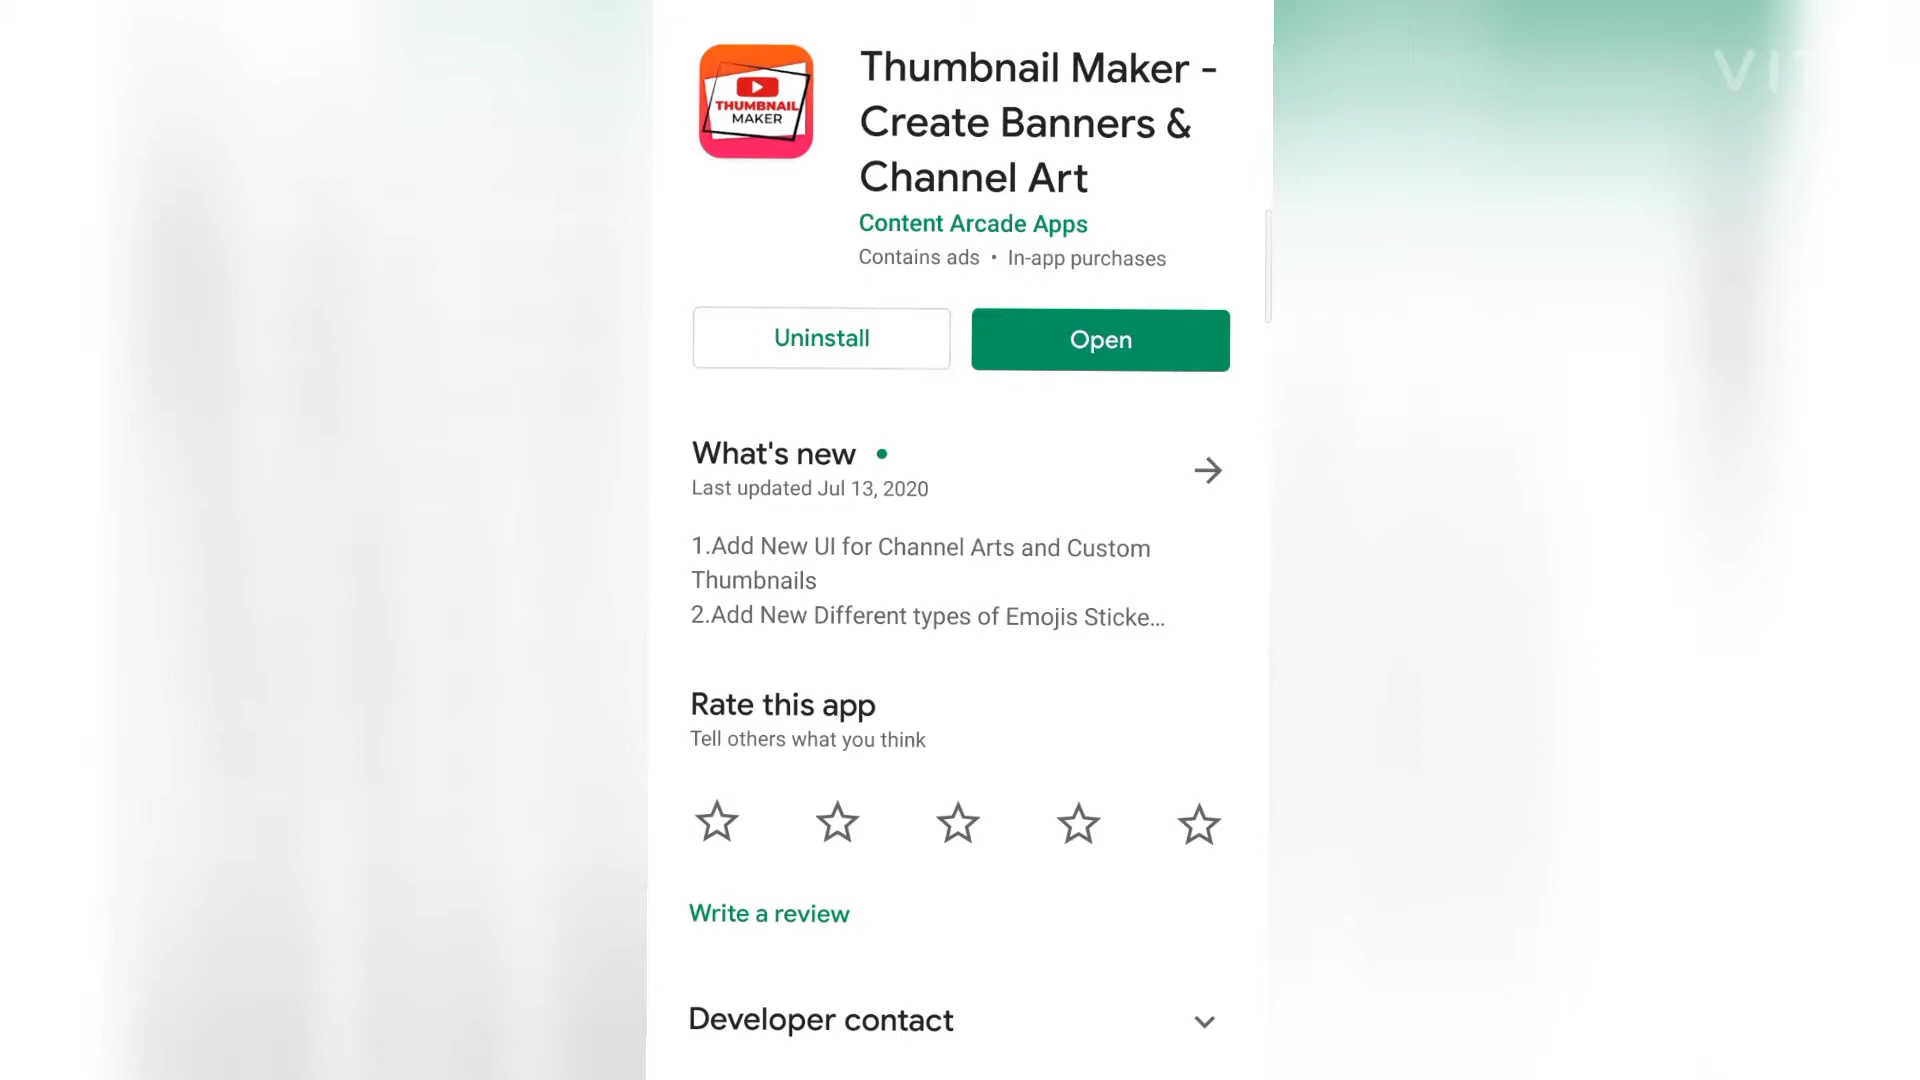 THUMBNAIL
MAKER
Thumbnail Maker -
Create Banners &
Channel Art
Content Arcade Apps
Contains ads • In-app purchases
Uninstall
Open
What's new
Last updated Jul 13, 2020
1.Add New UI for Channel Arts and Custom
Thumbnails
2.Add New Different types of Emojis Sticke...
Rate this app
Tell others what you think
Write a review
Developer contact